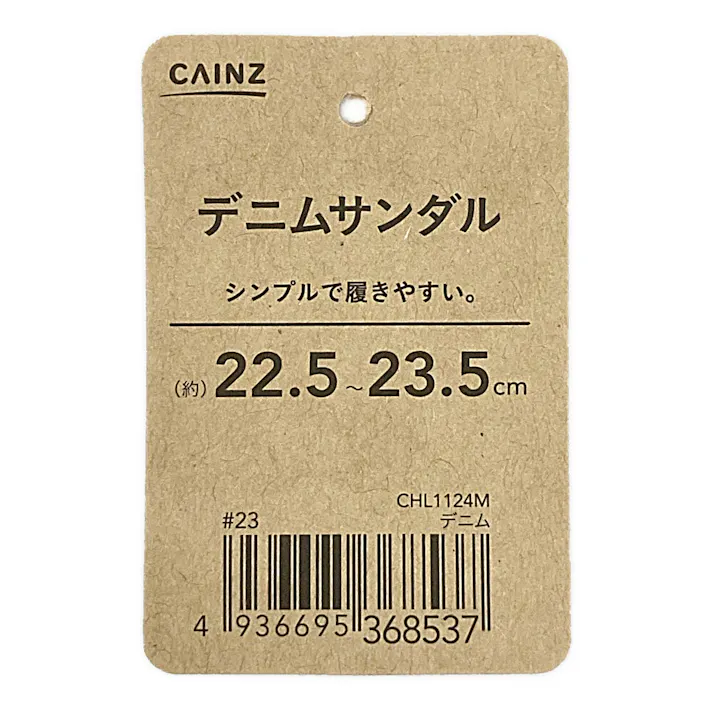 CAINZ
デニムサンダル
シンプルで履きやすい。
(約) 22.5～23.5cm
CHL1124M
#23 デニム
4 936695 368537